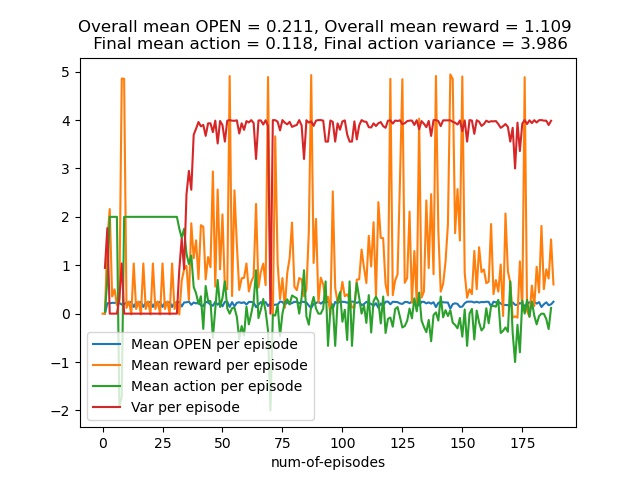 Overall mean OPEN = 0.211, Overall mean reward = 1.109
Final mean action = 0.118, Final action variance = 3.986
5
4
3
2
1
0
−1
−2
Mean OPEN per episode
Mean reward per episode
Mean action per episode
Var per episode
0 25 50 75 100 125 150 175
num-of-episodes